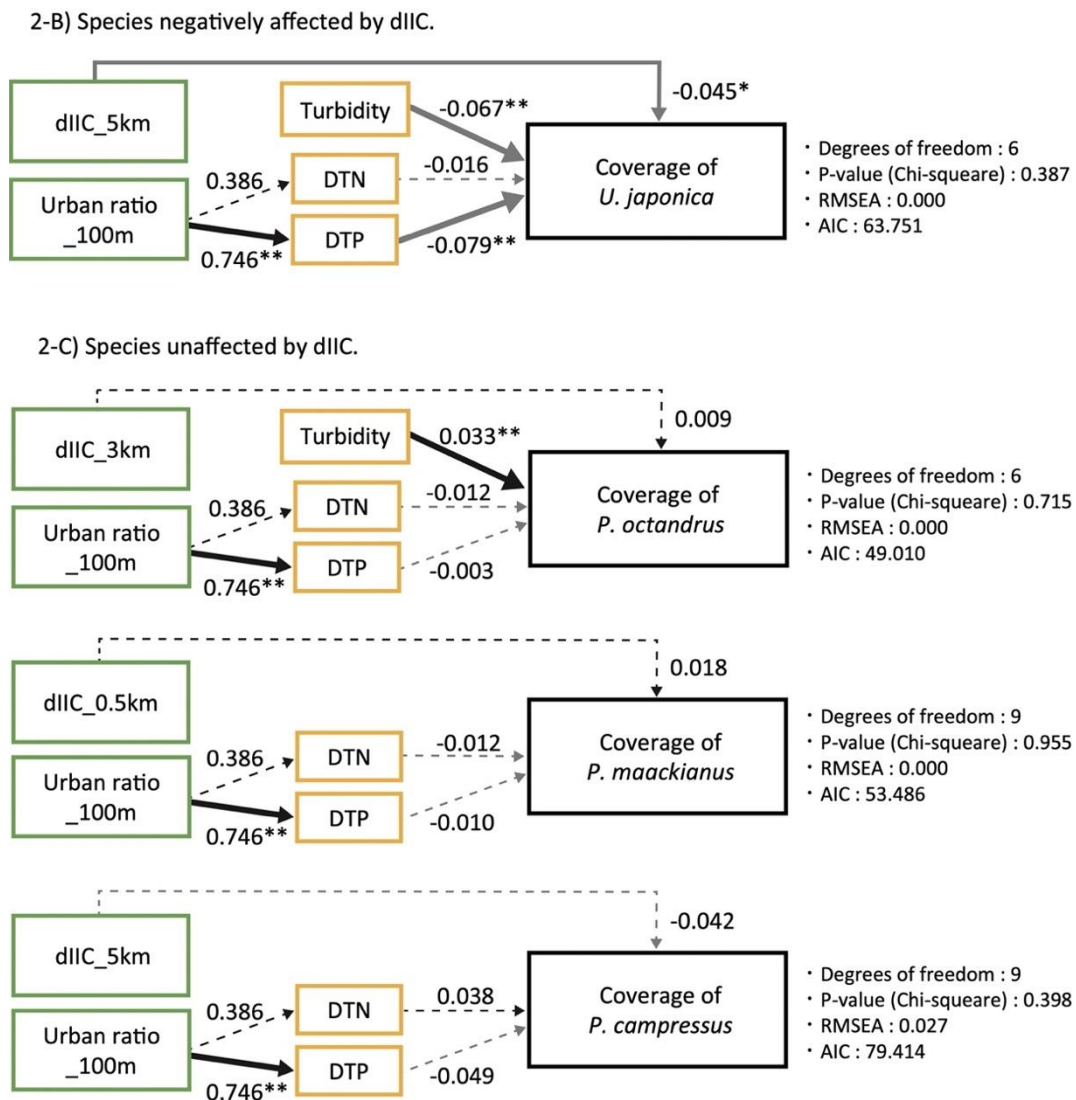 2-B) Species negatively affected by dIIC.
dIIC_5km
Urban ratio
_100m
0.386
0.746**
Turbidity
DTN
DTP
-0.067**
-0.016
-0.079**
-0.045*
Coverage of
U. japonica
・Degrees of freedom : 6
・P-value (Chi-squeare) : 0.387
・RMSEA : 0.000
・AIC : 63.751
2-C) Species unaffected by dIIC.
dIIC_3km
Urban ratio
_100m
0.386
0.746**
Turbidity
DTN
DTP
0.033**
-0.012
-0.003
0.009
Coverage of
P. octandrus
・Degrees of freedom : 6
・P-value (Chi-squeare) : 0.715
・RMSEA : 0.000
・AIC : 49.010
dIIC_0.5km
Urban ratio
_100m
0.386
0.746**
DTN
DTP
-0.012
-0.010
0.018
Coverage of
P. maackianus
・Degrees of freedom : 9
・P-value (Chi-squeare) : 0.955
・RMSEA : 0.000
・AIC : 53.486
dIIC_5km
Urban ratio
_100m
0.386
0.746**
DTN
DTP
0.038
-0.049
-0.042
Coverage of
P. campressus
・Degrees of freedom : 9
・P-value (Chi-squeare) : 0.398
・RMSEA : 0.027
・AIC : 79.414